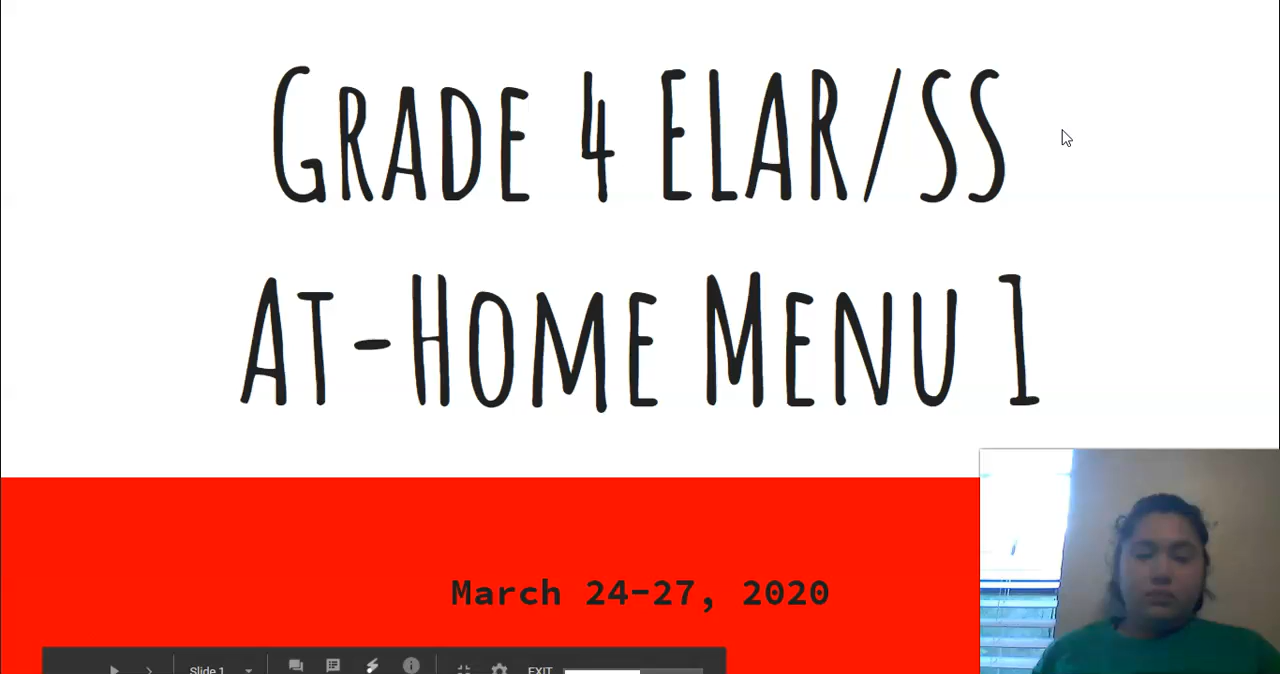 GRADE 4 ELAR/SS
AT-HOME MENU 1
March 24-27, 2020
Slide 1
EXIT